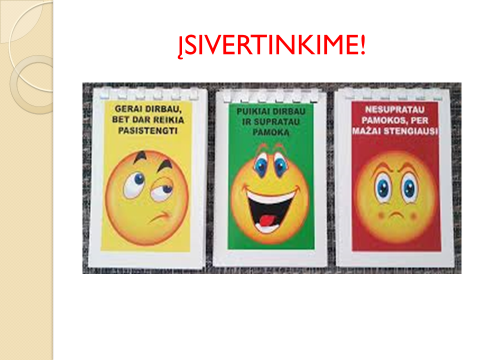 ĮSIVERTINKIME!
GERAI DIRBAU,
BET DAR REIKIA
PASISTENGTI
PUIKIAI DIRBAU
IR SUPRATAU
PAMOKĄ
NESUPRATAU
PAMOKOS, PER
MAŽAI STENGIAUSI